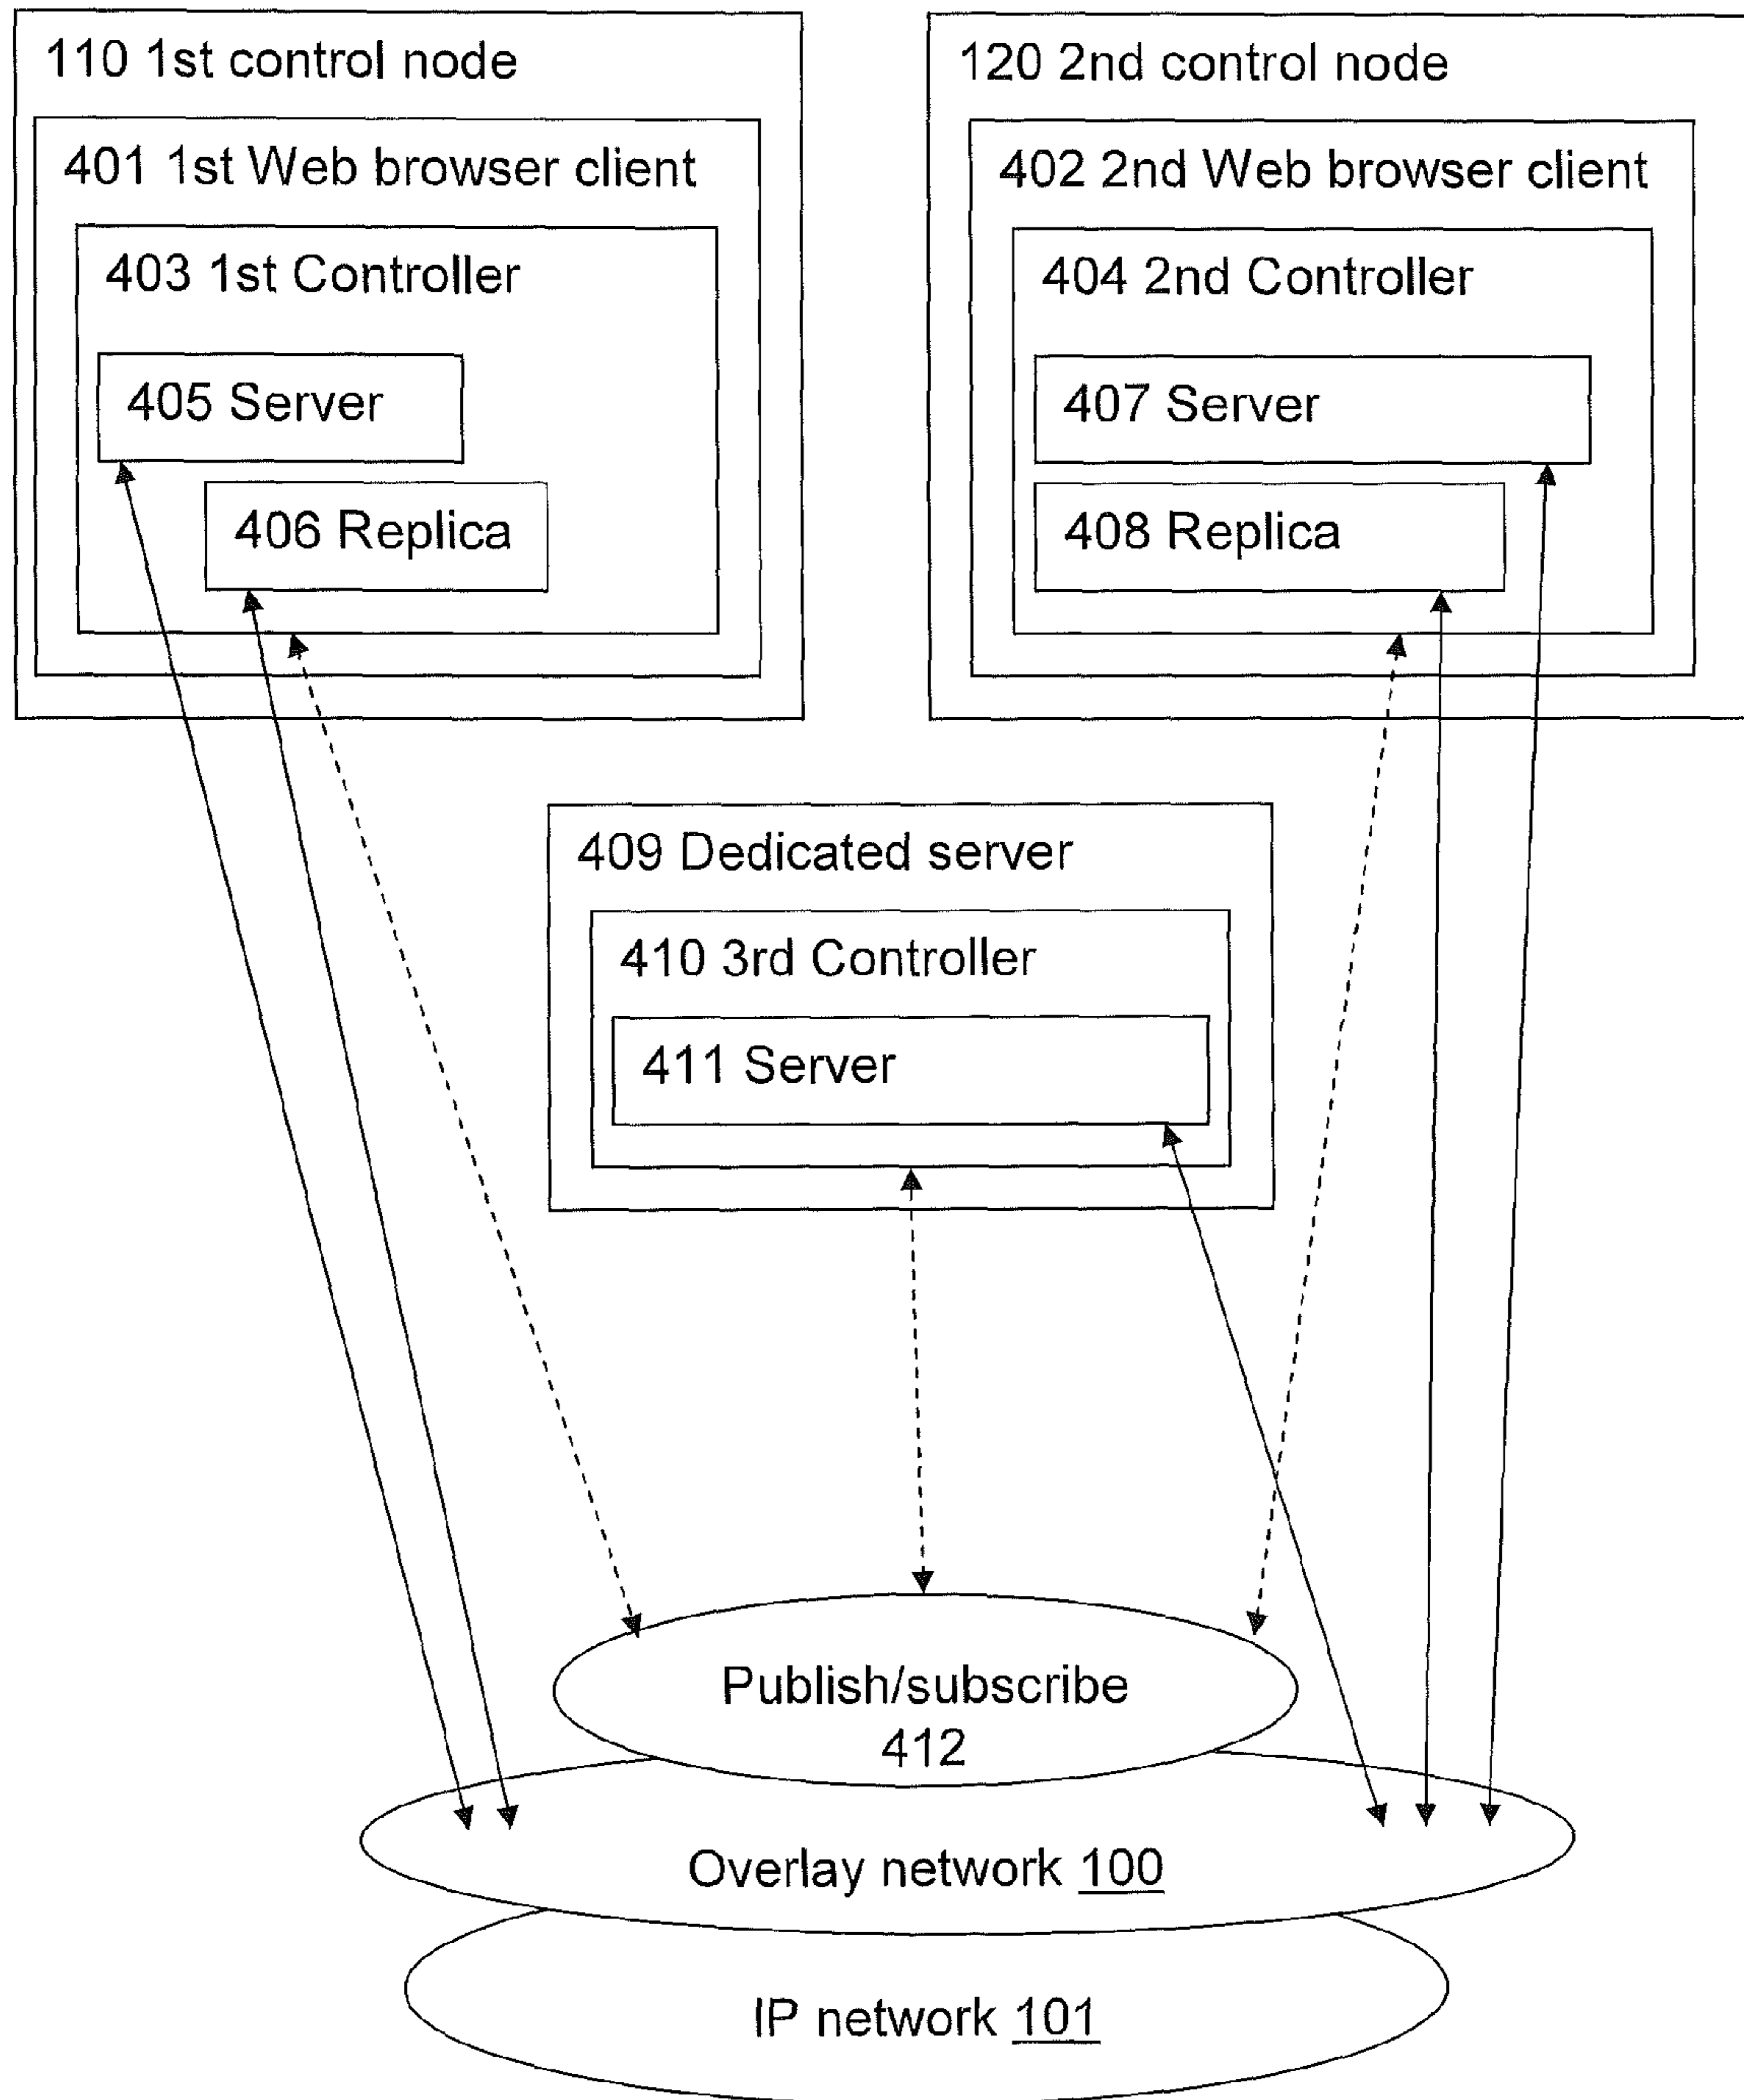 110 1st control node
401 1st Web browser client
403 1st Controller
405 Server
406 Replica
120 2nd control node
402 2nd Web browser client
404 2nd Controller
407 Server
408 Replica
409 Dedicated server
410 3rd Controller
411 Server
Publish/subscribe
412
Overlay network 100
IP network 101